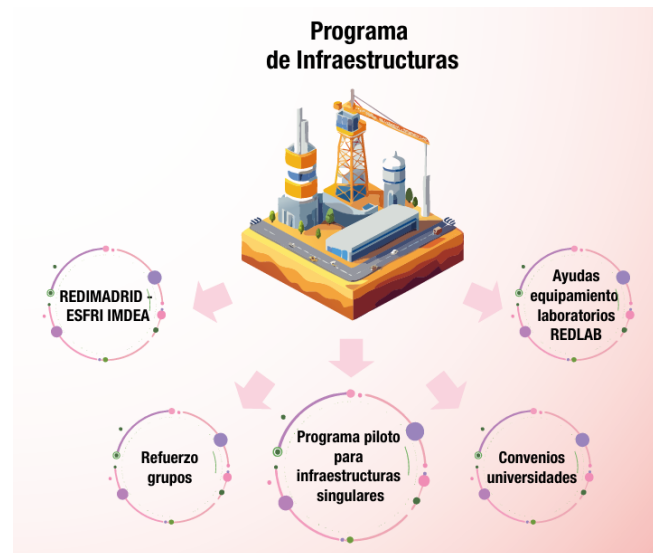 Programa
de Infraestructuras
REDIMADRID -
ESFRI IMDEA
Ayudas
equipamiento
laboratorios
REDLAB
Refuerzo
grupos
Programa piloto
para
infraestructuras
singulares
Convenios
universidades